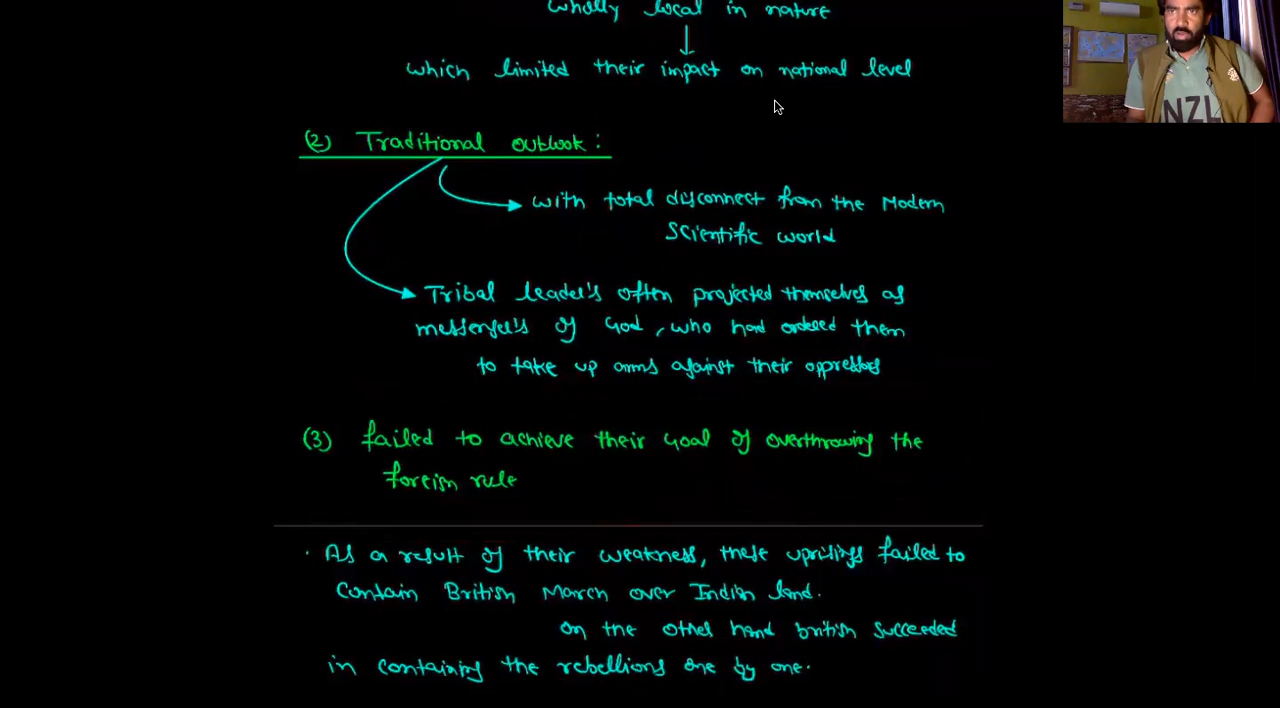 wholly local in nature
which limited their impact on national level
(2) Traditional outlook :
with total disconnect from the Modern
Scientific world
Tribal leader's often projected themselves as
messenger's of God, who had ordered them
to take up arms against their oppressors
(3) failed to achieve their Goal of overthrowing the
foreign rule
· As a result of their weakness, these uprisings failed to
Contain British March over Indian land.
on the other hand british succeeded
in containing the rebellions one by one.
NZL